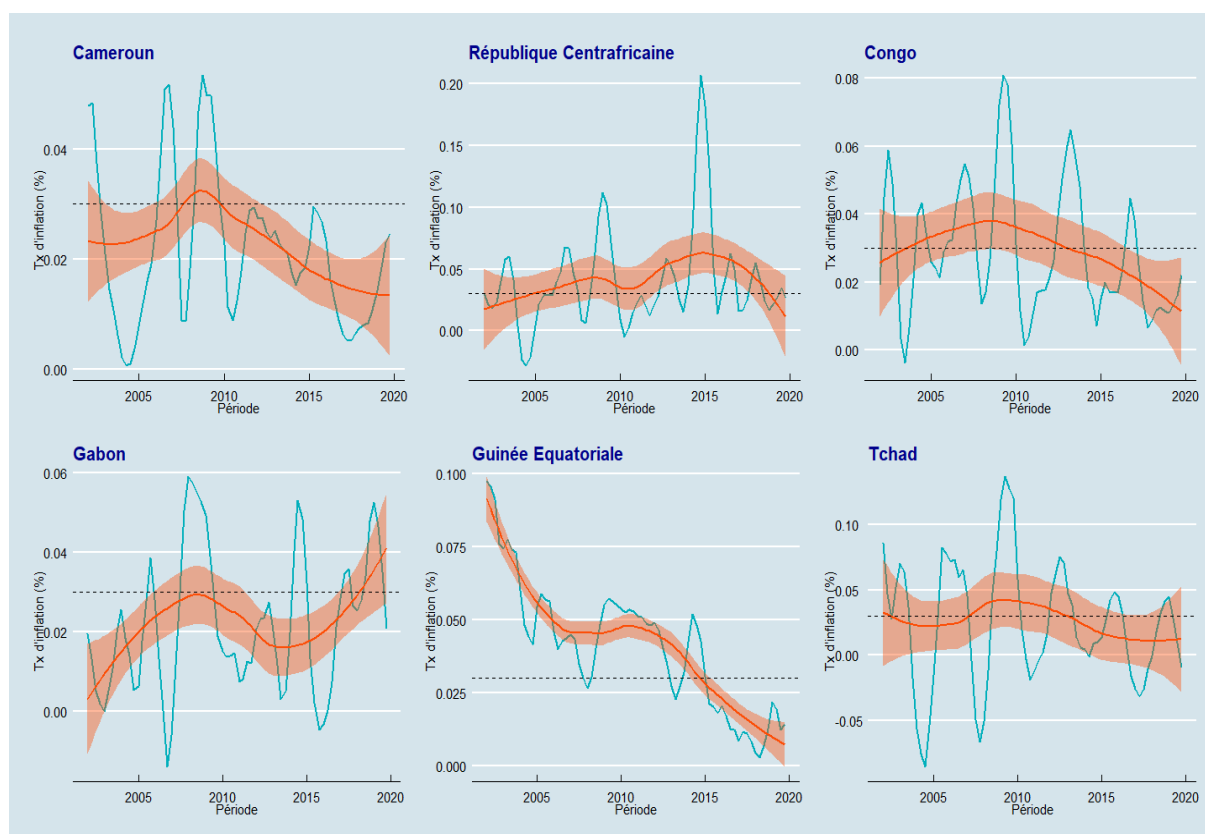 Cameroun
Tx d'inflation (%)
0.04
0.02
0.00
2005 2010 2015 2020
Période
République Centrafricaine
Tx d'inflation (%)
0.20
0.15
0.10
0.05
0.00
2005 2010 2015 2020
Période
Congo
Tx d'inflation (%)
0.08
0.06
0.04
0.02
0.00
2005 2010 2015 2020
Période
Gabon
Tx d'inflation (%)
0.06
0.04
0.02
0.00
2005 2010 2015 2020
Période
Guinée Equatoriale
Tx d'inflation (%)
0.100
0.075
0.050
0.025
0.000
2005 2010 2015 2020
Période
Tchad
Tx d'inflation (%)
0.10
0.05
0.00
-0.05
2005 2010 2015 2020
Période